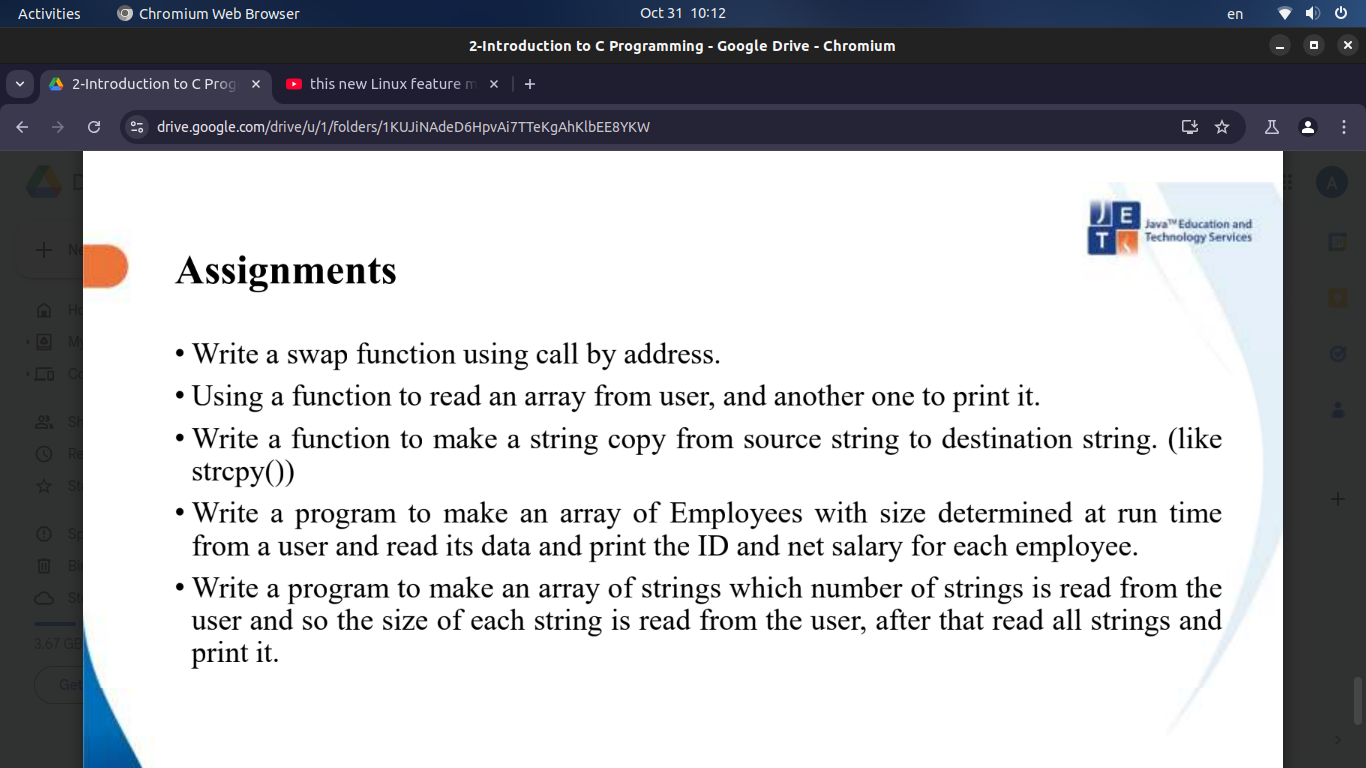 Activities
Chromium Web Browser
Oct 31 10:12
en
2-Introduction to C Programming - Google Drive - Chromium
2-Introduction to C Prog
this new Linux feature m
drive.google.com/drive/u/1/folders/1KUJiNAdeD6HpvAi7TTeKgAhKlbEE8YKW
A
J E
T
Java™ Education and
Technology Services
Assignments
• Write a swap function using call by address.
• Using a function to read an array from user, and another one to print it.
• Write a function to make a string copy from source string to destination string. (like
strcpy())
• Write a program to make an array of Employees with size determined at run time
from a user and read its data and print the ID and net salary for each employee.
• Write a program to make an array of strings which number of strings is read from the
user and so the size of each string is read from the user, after that read all strings and
print it.
3.67 GB
Get